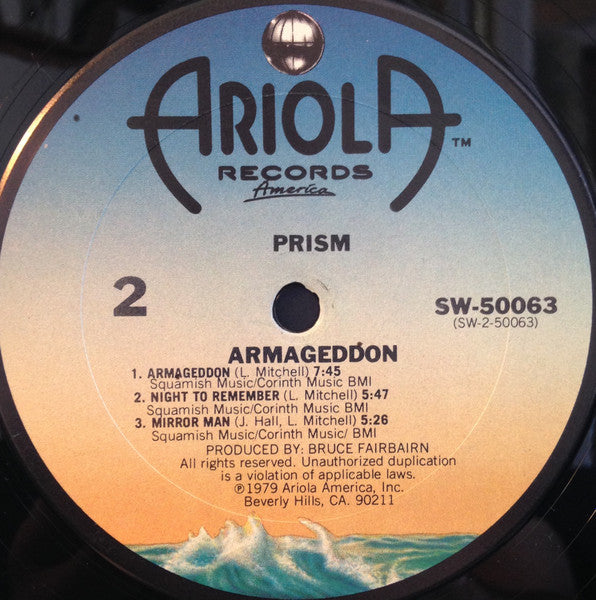 ARIOLA™
RECORDS
America
PRISM
2
SW-50063
(SW-2-50063)
ARMAGEDDON
1. ARMAGEDDON (L. Mitchell) 7:45
Squamish Music/Corinth Music BMI
2. NIGHT TO REMEMBER (L. Mitchell) 5:47
Squamish Music/Corinth Music BMI
3. MIRROR MAN (J. Hall, L. Mitchell) 5:26
Squamish Music/Corinth Music/ BMI
PRODUCED BY: BRUCE FAIRBAIRN
All rights reserved. Unauthorized duplication
is a violation of applicable laws.
℗1979 Ariola America, Inc.
Beverly Hills, CA. 90211